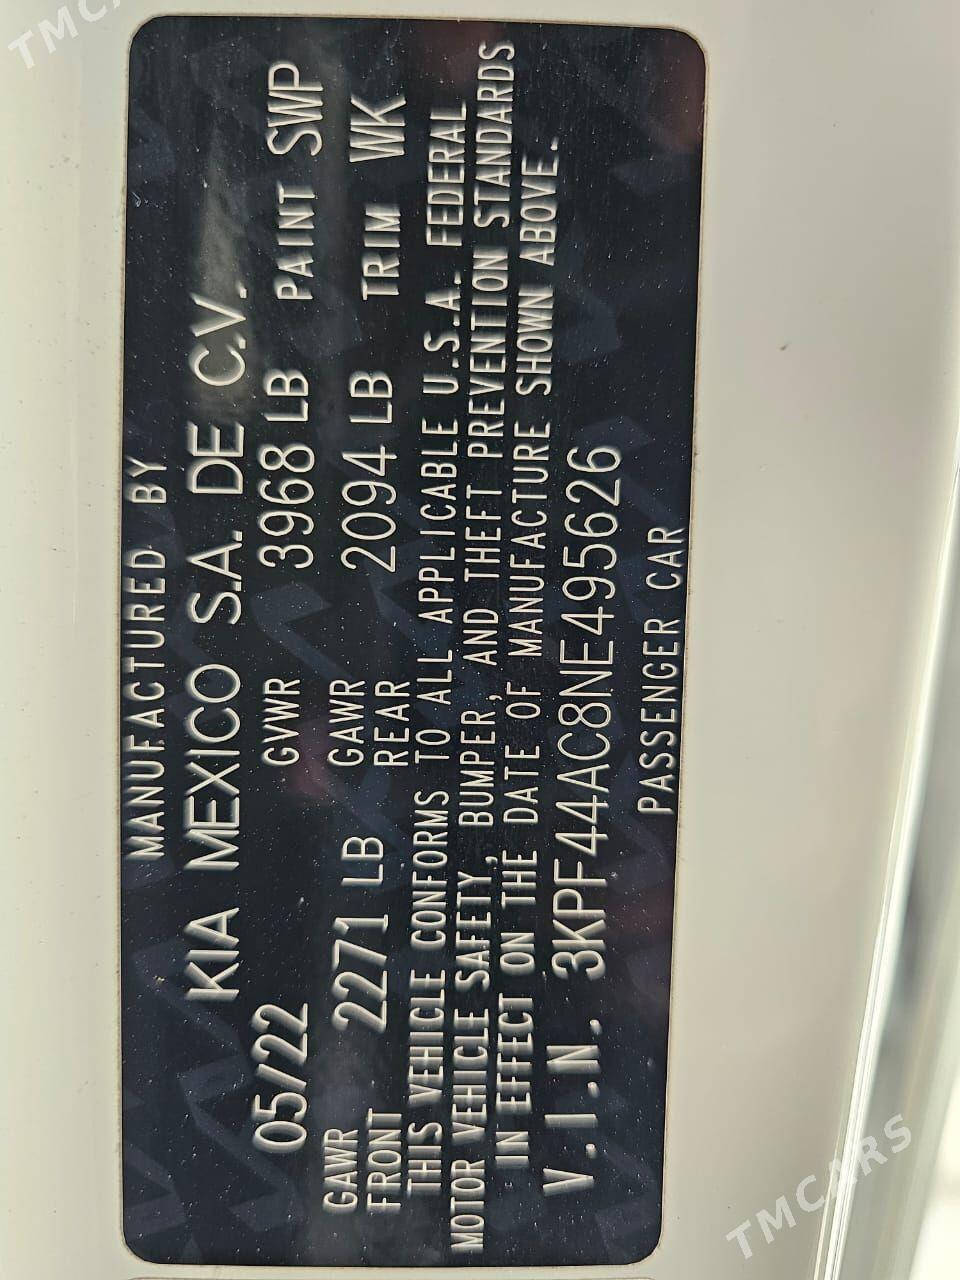 MANUFACTURED BY
KIA MEXICO S.A. DE C.V.
05/22 GVWR 3968 LB PAINT SWP
GAWR FRONT 2271 LB GAWR REAR 2094 LB TRIM WK
THIS VEHICLE CONFORMS TO ALL APPLICABLE U.S.A. FEDERAL
MOTOR VEHICLE SAFETY, BUMPER, AND THEFT PREVENTION STANDARDS
IN EFFECT ON THE DATE OF MANUFACTURE SHOWN ABOVE.
V.I.N. 3KPF44AC8NE495626
PASSENGER CAR
TMCARS